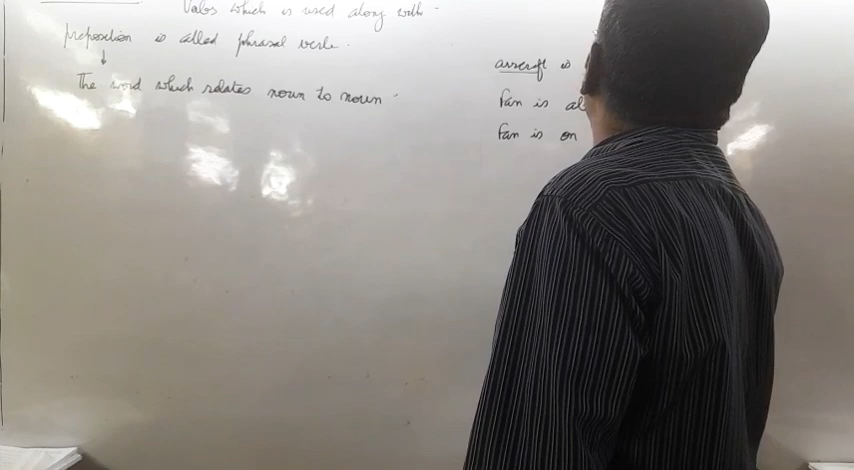 Verbs which is used along with
preposition is called phrasal verb.
↓
The word which relates noun to noun.
is
Fan is
Fan is on